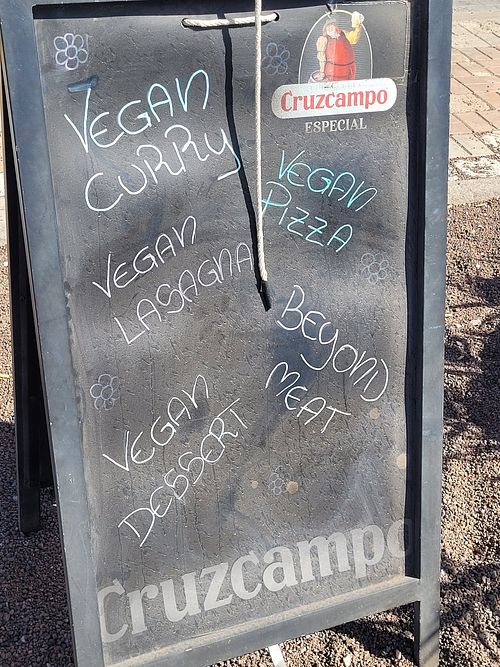 Cruzcampo
ESPECIAL
VEGAN
CURRY
VEGAN
PIZZA
VEGAN
LASAGNA
BEYOND
MEAT
VEGAN
DESSERT
Cruzcampo